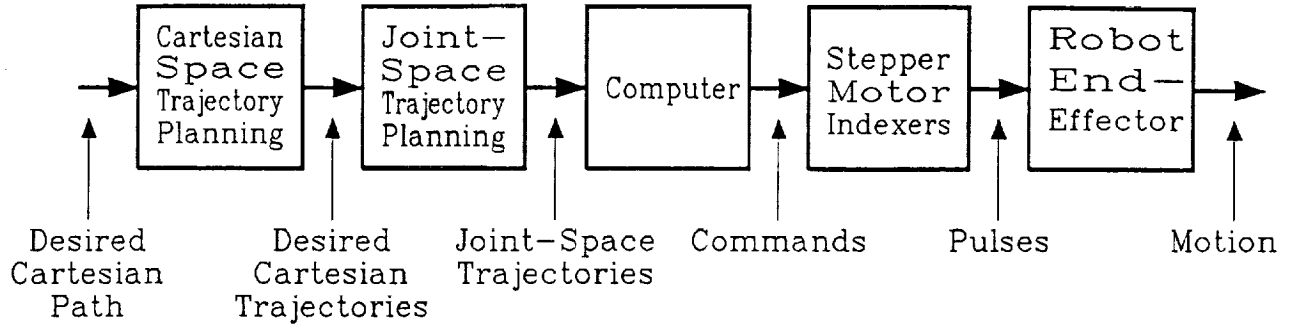 Cartesian
Space
Trajectory
Planning
Joint-
Space
Trajectory
Planning
Computer
Stepper
Motor
Indexers
Robot
End-
Effector
Desired
Cartesian
Path
Desired
Cartesian
Trajectories
Joint-Space
Trajectories
Commands
Pulses
Motion